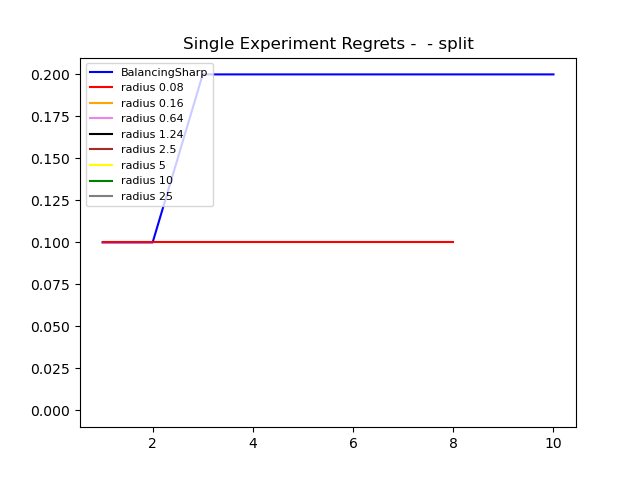 Single Experiment Regrets -  - split
0.200
0.175
0.150
0.125
0.100
0.075
0.050
0.025
0.000
BalancingSharp
radius 0.08
radius 0.16
radius 0.64
radius 1.24
radius 2.5
radius 5
radius 10
radius 25
2 4 6 8 10